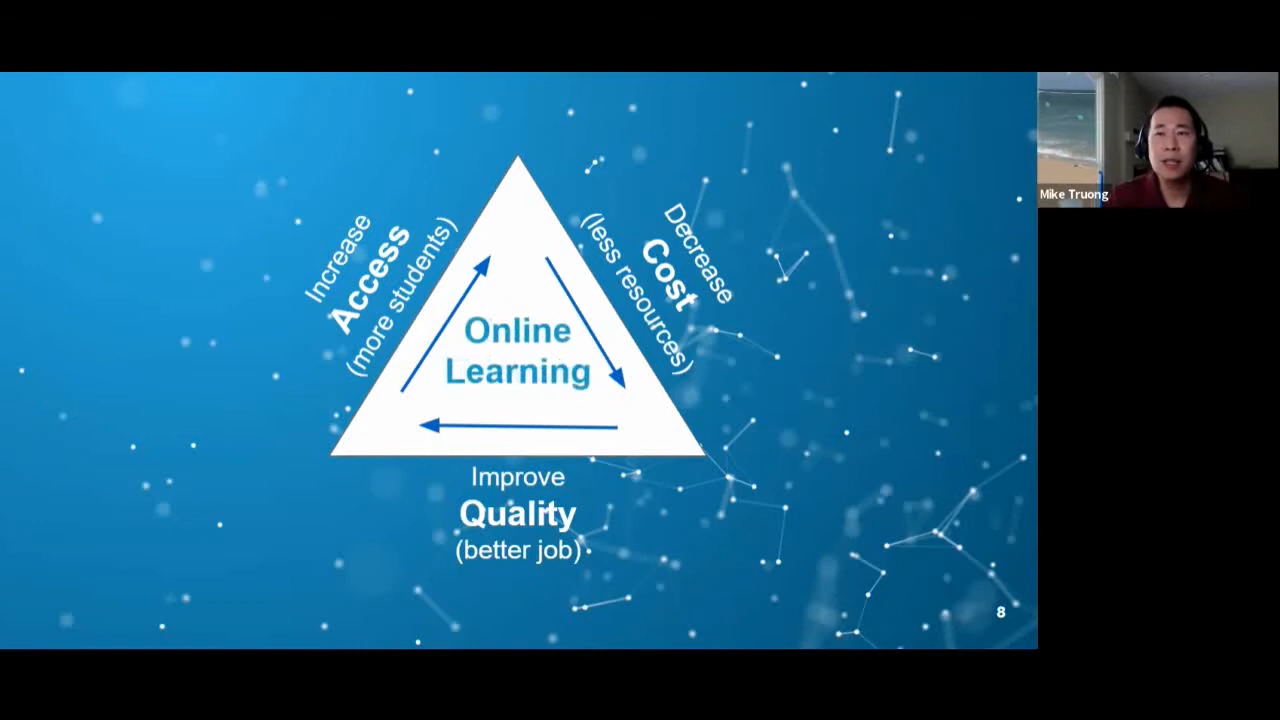 Increase
Access
(more students)
Decrease
Cost
(less resources)
Online
Learning
Improve
Quality
(better job)
8
Mike Truong